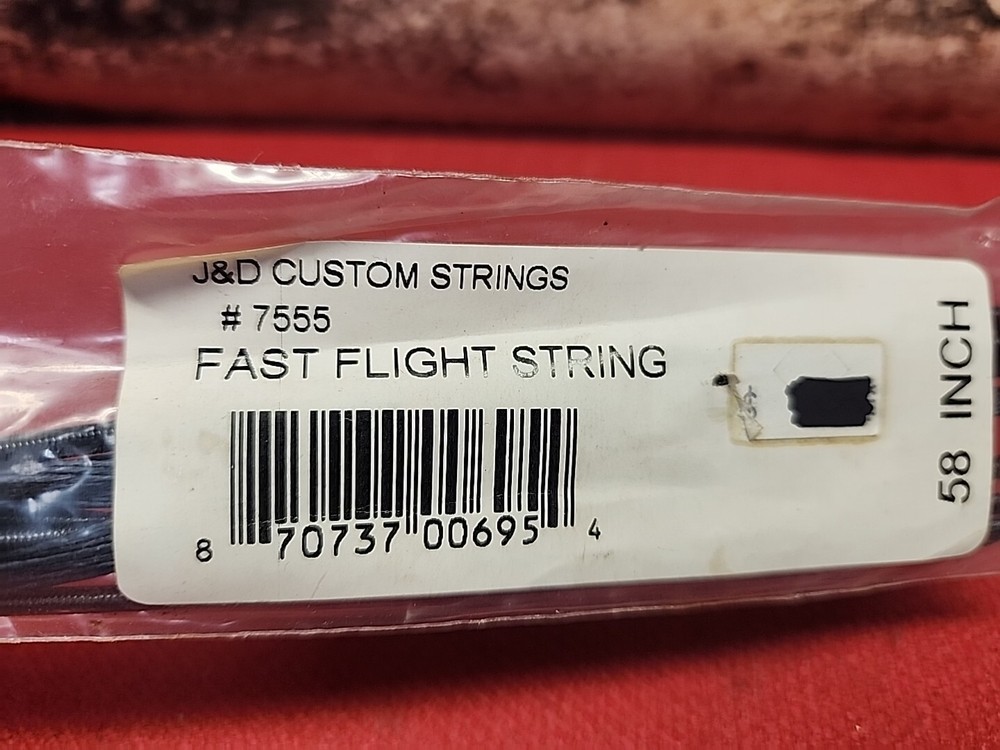 J&D CUSTOM STRINGS
# 7555
FAST FLIGHT STRING
8 70737 00695 4
58 INCH